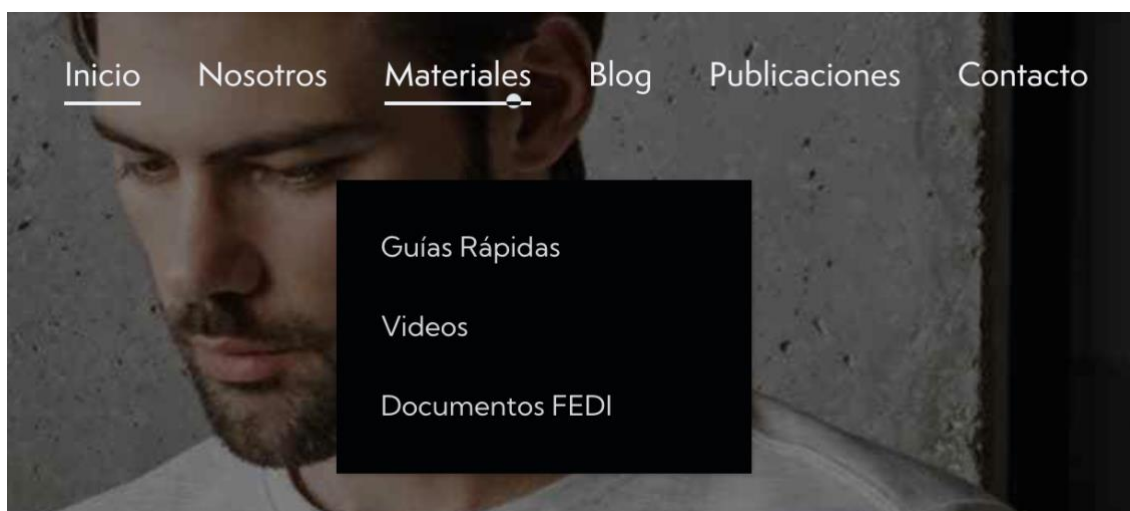 Inicio Nosotros Materiales Blog Publicaciones Contacto
Guías Rápidas
Videos
Documentos FEDI